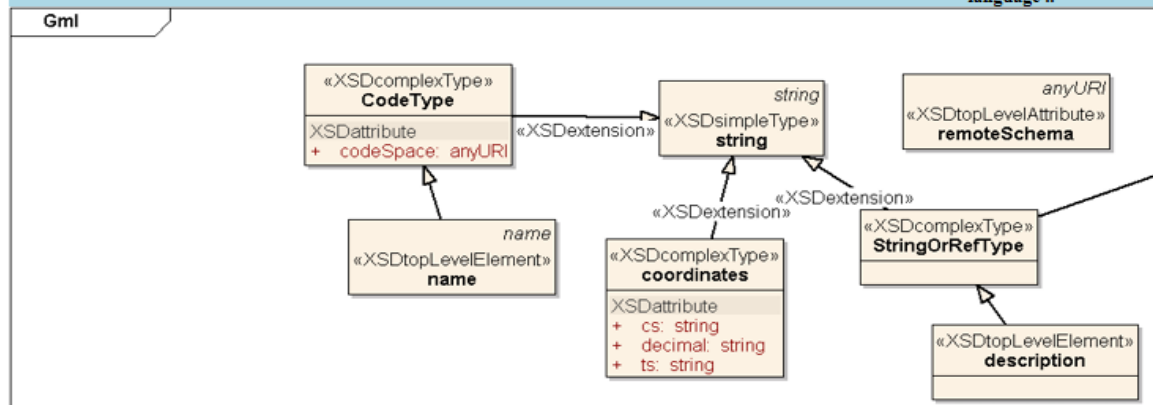 language »
Gml
«XSDcomplexType»
CodeType
XSDattribute
+ codeSpace: anyURI
«XSDextension»
string
«XSDsimpleType»
string
anyURI
«XSDtopLevelAttribute»
remoteSchema
name
«XSDtopLevelElement»
name
«XSDextension»
«XSDextension»
«XSDcomplexType»
coordinates
XSDattribute
+ cs: string
+ decimal: string
+ ts: string
«XSDcomplexType»
StringOrRefType
«XSDtopLevelElement»
description